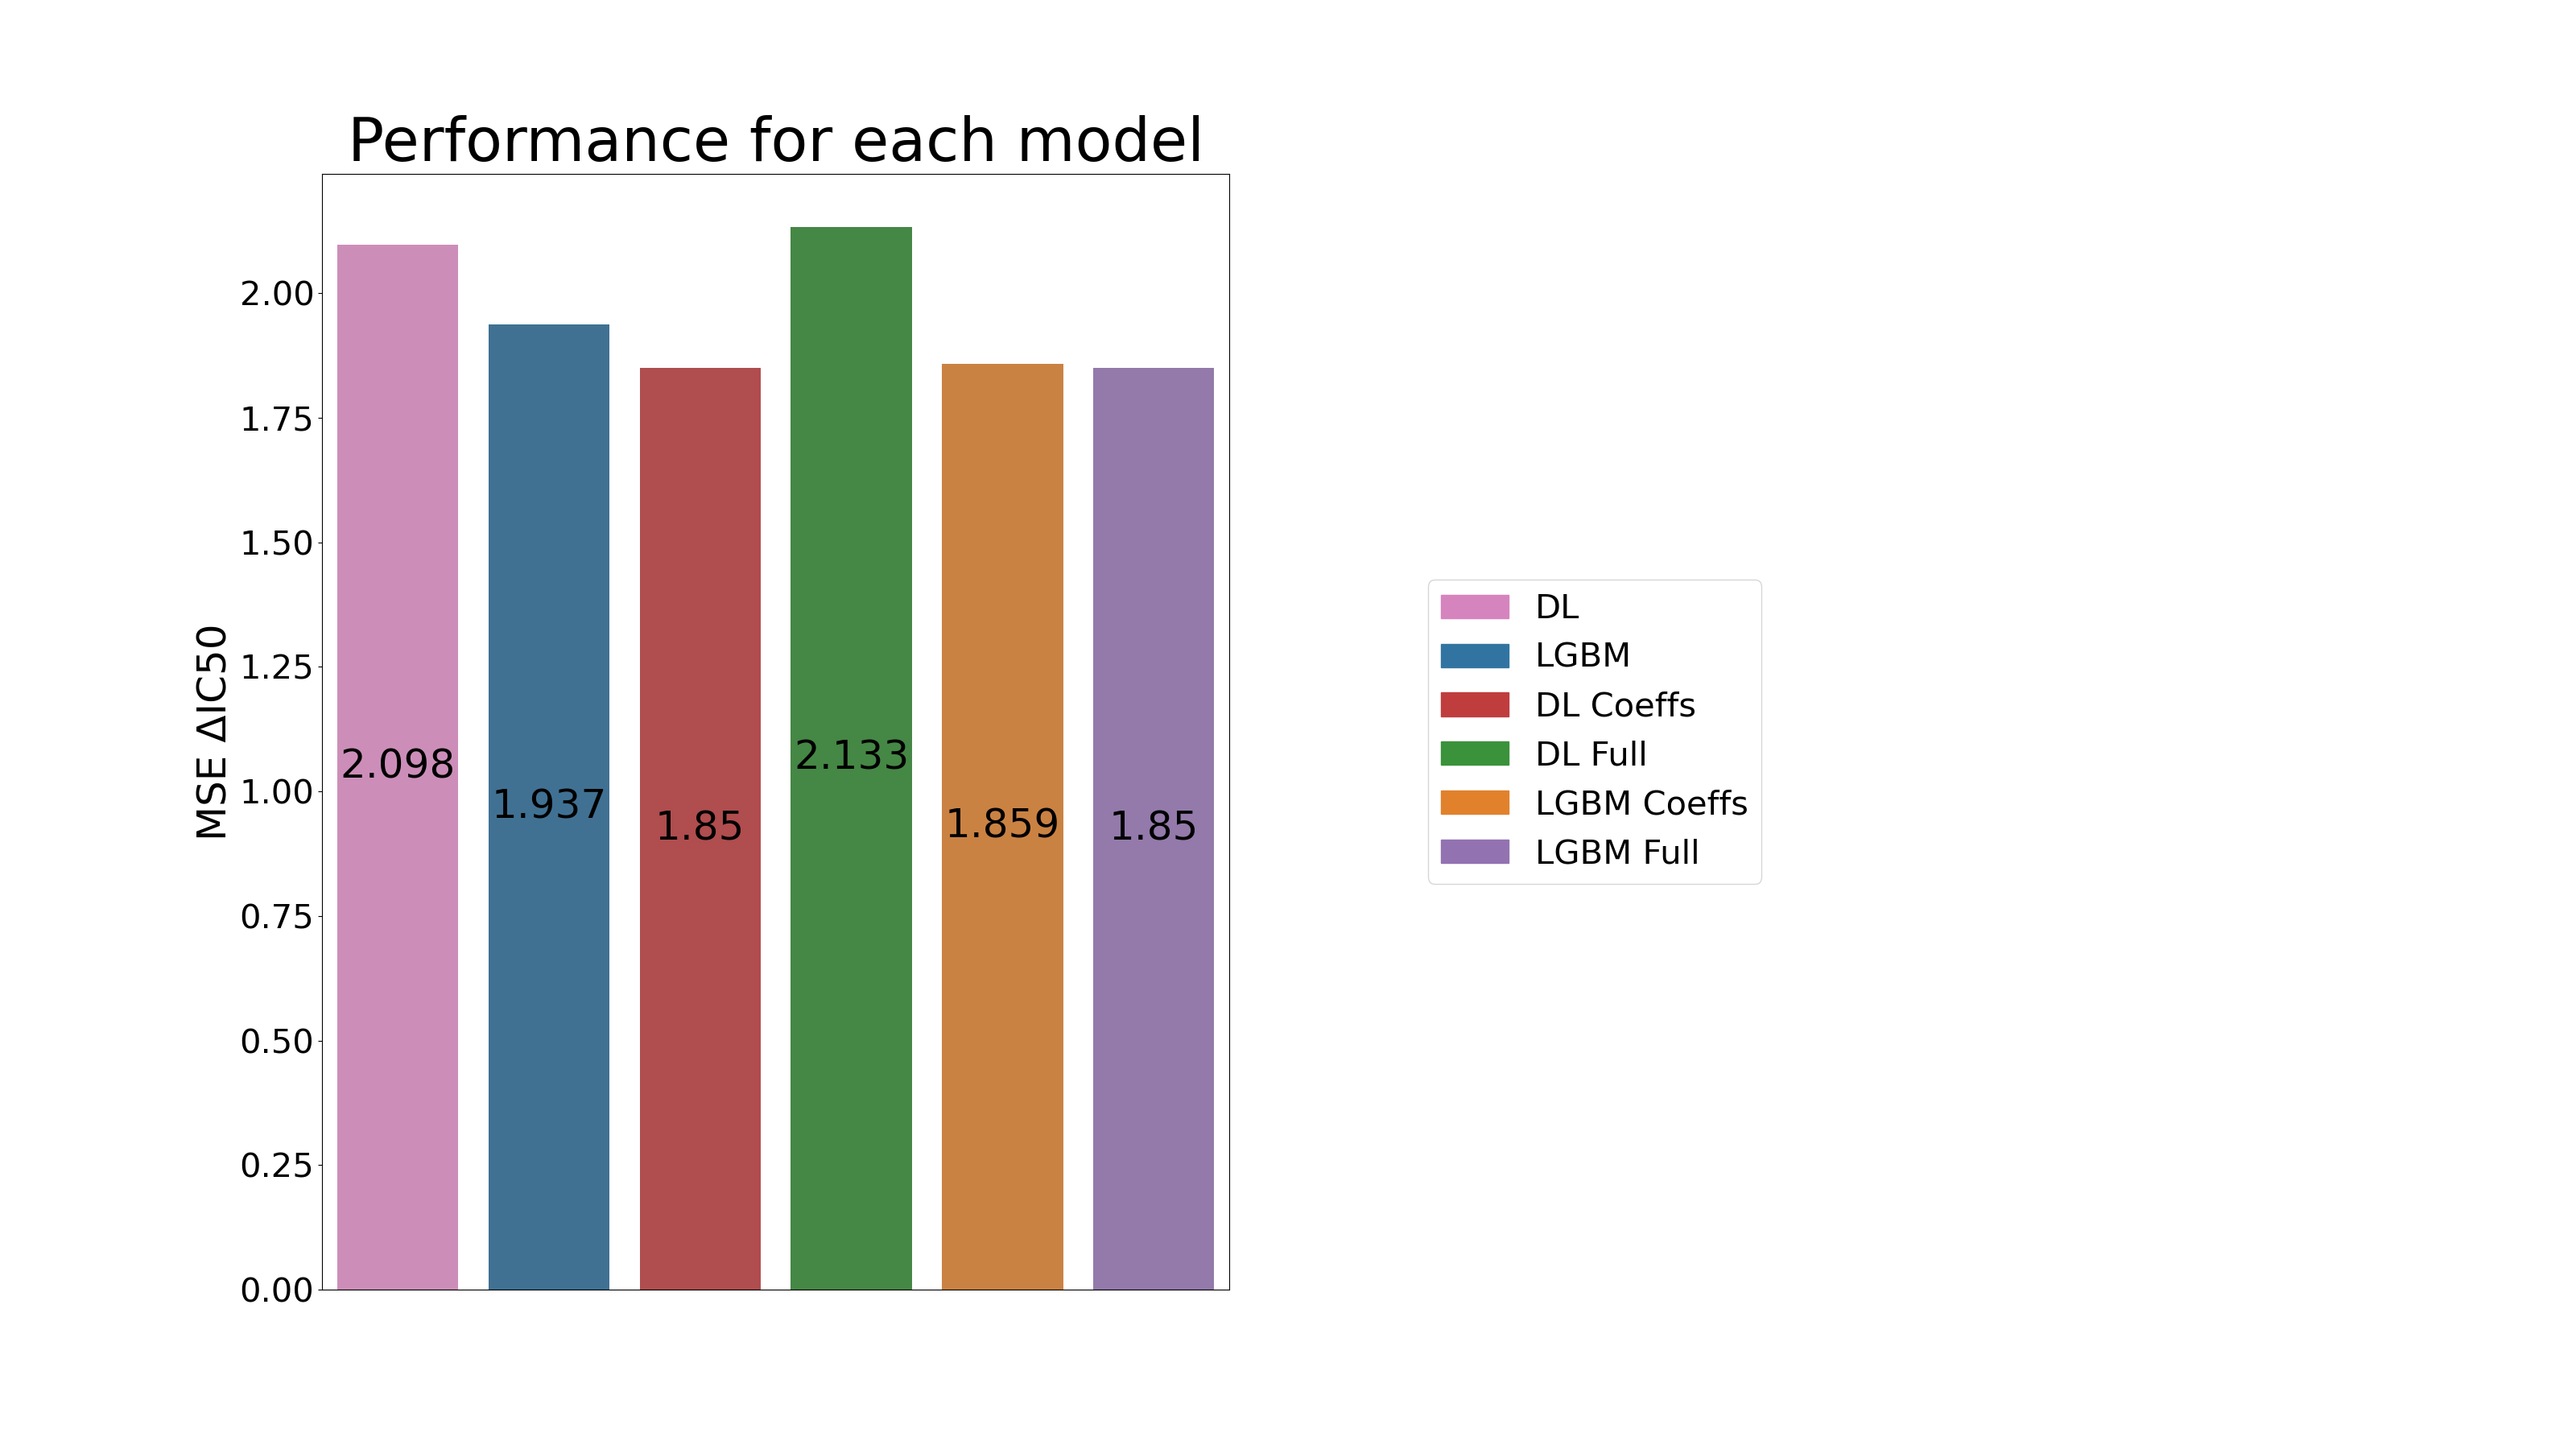 Performance for each model
MSE ΔIC50
2.00
1.75
1.50
1.25
1.00
0.75
0.50
0.25
0.00
2.098
1.937
1.85
2.133
1.859
1.85
DL
LGBM
DL Coeffs
DL Full
LGBM Coeffs
LGBM Full